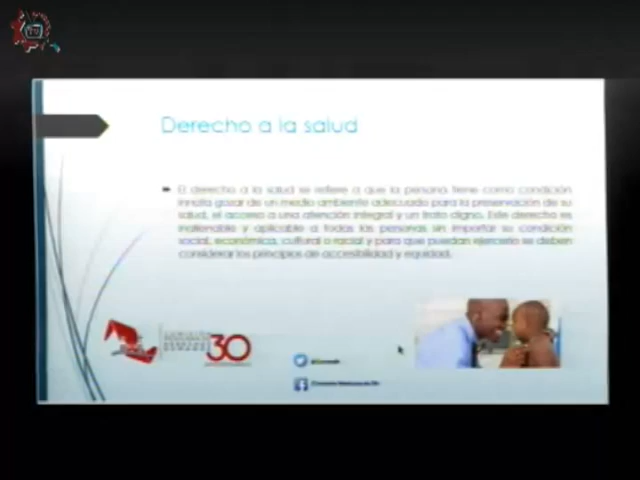 Derecho a la salud
El derecho a la salud se refiere a que la persona tiene como condición
innata gozar de un medio ambiente adecuado para la preservación de su
salud, el acceso a una atención integral y un trato digno. Este derecho es
inalienable y aplicable a todas las personas sin importar su condición
social, económica, cultural o racial y para que puedan ejercerlo se deben
considerar los principios de accesibilidad y equidad.
30